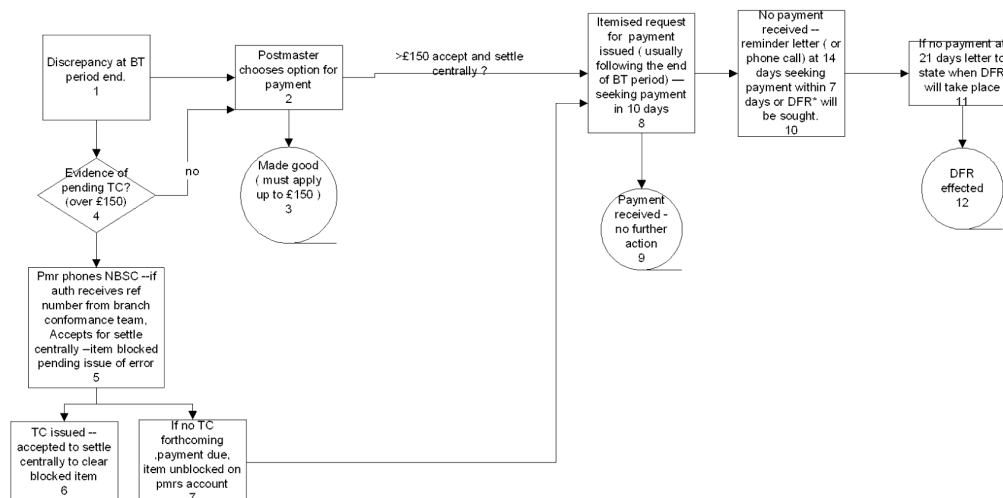 Discrepancy at BT
period end.
1
Postmaster
chooses option for
payment
2
>£150 accept and settle
centrally ?
Itemised request
for payment
issued ( usually
following the end
of BT period) —
seeking payment
in 10 days
8
No payment
received --
reminder letter ( or
phone call) at 14
days seeking
payment within 7
days or DFR* will
be sought.
10
If no payment at
21 days letter to
state when DFR
will take place
11
Evidence of
pending TC?
(over £150)
4
no
Made good
( must apply
up to £150 )
3
Payment
received -
no further
action
9
DFR
effected
12
Pmr phones NBSC --if
auth receives ref
number from branch
conformance team,
Accepts for settle
centrally --item blocked
pending issue of error
5
TC issued --
accepted to settle
centrally to clear
blocked item
6
If no TC
forthcoming
,payment due,
item unblocked on
pmrs account
7